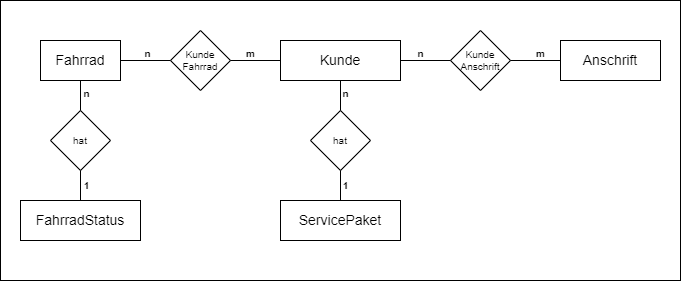 Fahrrad
n
Kunde
Fahrrad
m
Kunde
n
Kunde
Anschrift
m
Anschrift
n
hat
1
n
hat
1
FahrradStatus
ServicePaket